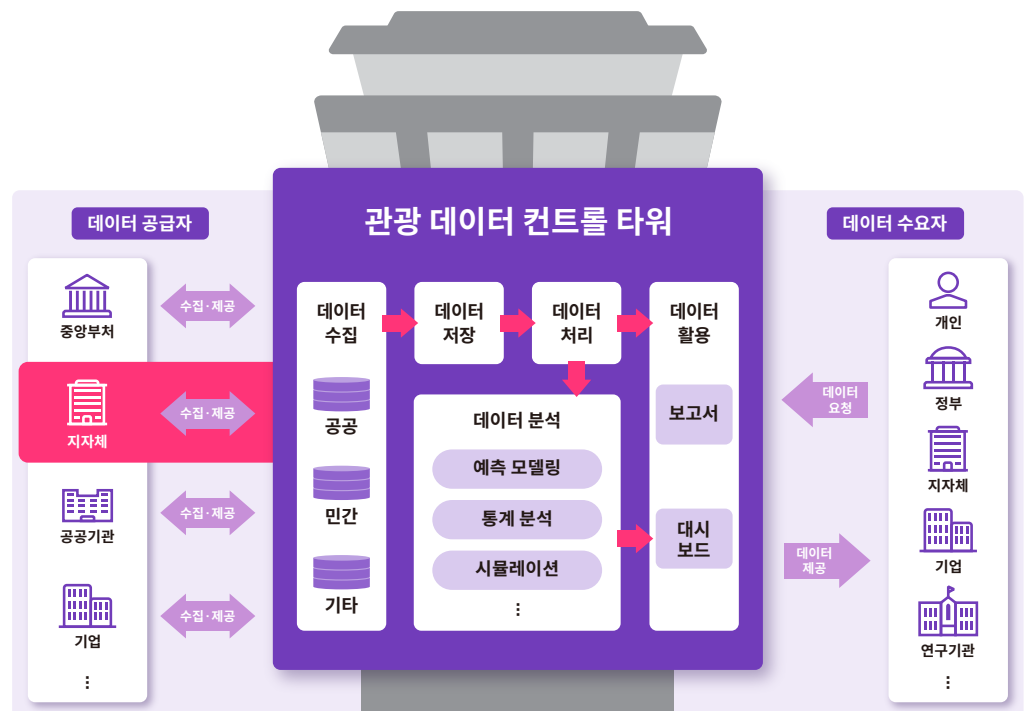 관광 데이터 컨트롤 타워
데이터 공급자
중앙부처
수집·제공
지자체
수집·제공
공공기관
수집·제공
기업
수집·제공
⋮
데이터
수집
공공
민간
기타
데이터
저장
데이터
처리
데이터 분석
예측 모델링
통계 분석
시뮬레이션
⋮
데이터
활용
보고서
대시
보드
데이터 수요자
데이터
요청
데이터
제공
개인
정부
지자체
기업
연구기관
⋮